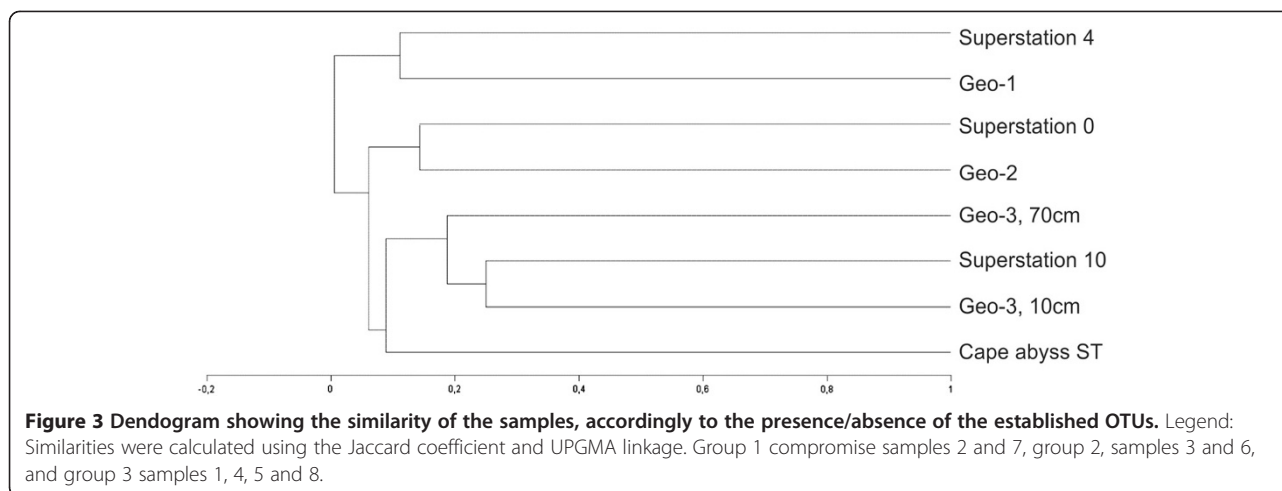 Superstation 4
Geo-1
Superstation 0
Geo-2
Geo-3, 70cm
Superstation 10
Geo-3, 10cm
Cape abyss ST
-0,2 0 0,2 0,4 0,6 0,8 1
Figure 3 Dendogram showing the similarity of the samples, accordingly to the presence/absence of the established OTUs. Legend:
Similarities were calculated using the Jaccard coefficient and UPGMA linkage. Group 1 compromise samples 2 and 7, group 2, samples 3 and 6,
and group 3 samples 1, 4, 5 and 8.